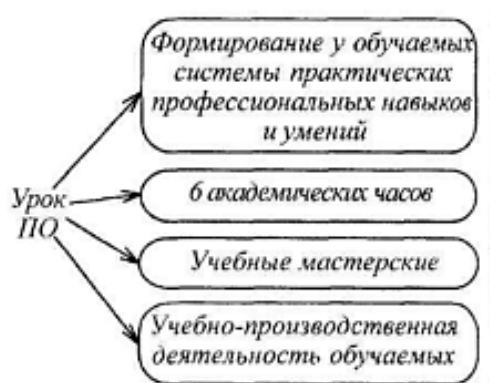 Формирование у обучаемых
системы практических
профессиональных навыков
и умений
Урок
ПО
6 академических часов
Учебные мастерские
Учебно-производственная
деятельность обучаемых